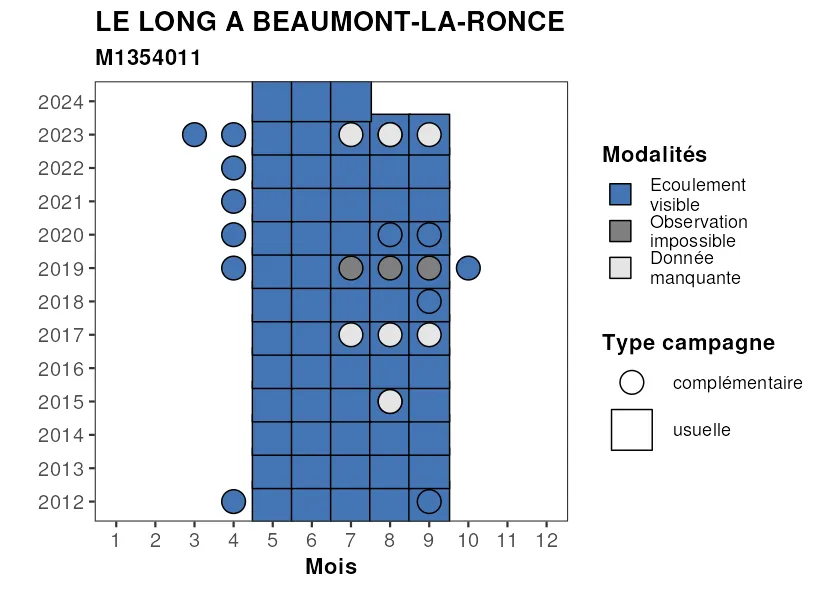 LE LONG A BEAUMONT-LA-RONCE
M1354011
2024
2023
2022
2021
2020
2019
2018
2017
2016
2015
2014
2013
2012
1 2 3 4 5 6 7 8 9 10 11 12
Mois
Modalités
Ecoulement
visible
Observation
impossible
Donnée
manquante
Type campagne
complémentaire
usuelle